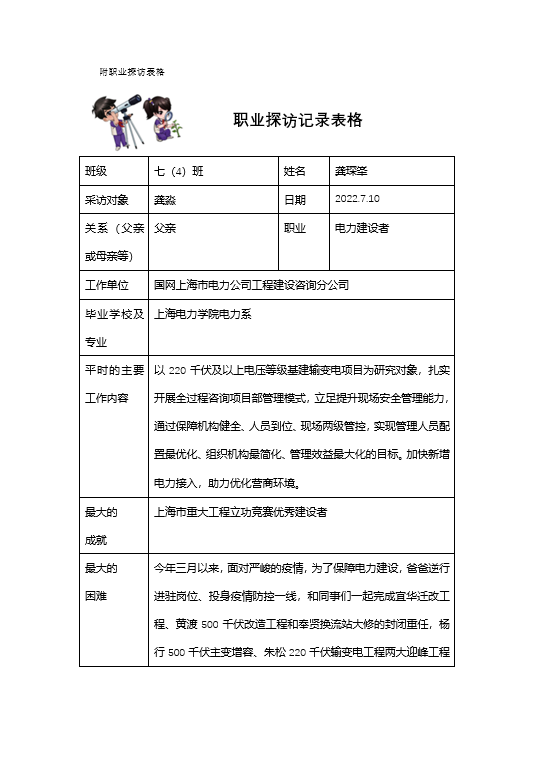 附职业探访表格
职业探访记录表格
班级 七（4）班 姓名 龚琛筌
采访对象 龚淼 日期 2022.7.10
关系（父亲 父亲 职业 电力建设者
或母亲等）
工作单位 国网上海市电力公司工程建设咨询分公司
毕业学校及 上海电力学院电力系
专业
平时的主要 以 220 千伏及以上电压等级基建输变电项目为研究对象，扎实
工作内容 开展全过程咨询项目部管理模式，立足提升现场安全管理能力，
通过保障机构健全、人员到位、现场两级管控，实现管理人员配
置最优化、组织机构最简化、管理效益最大化的目标。加快新增
电力接入，助力优化营商环境。
最大的 上海市重大工程立功竞赛优秀建设者
成就
最大的 今年三月以来，面对严峻的疫情，为了保障电力建设，爸爸逆行
困难 进驻岗位、投身疫情防控一线，和同事们一起完成宜华迁改工
程、黄渡 500 千伏改造工程和奉贤换流站大修的封闭重任，杨
行 500 千伏主变增容、朱松 220 千伏输变电工程两大迎峰工程